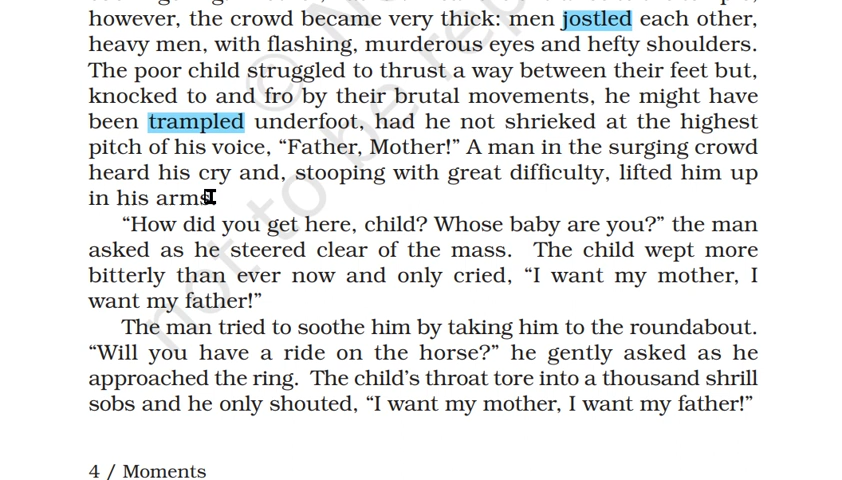 however, the crowd became very thick: men jostled each other,
heavy men, with flashing, murderous eyes and hefty shoulders.
The poor child struggled to thrust a way between their feet but,
knocked to and fro by their brutal movements, he might have
been trampled underfoot, had he not shrieked at the highest
pitch of his voice, “Father, Mother!” A man in the surging crowd
heard his cry and, stooping with great difficulty, lifted him up
in his arms.
“How did you get here, child? Whose baby are you?” the man
asked as he steered clear of the mass. The child wept more
bitterly than ever now and only cried, “I want my mother, I
want my father!”
The man tried to soothe him by taking him to the roundabout.
“Will you have a ride on the horse?” he gently asked as he
approached the ring. The child’s throat tore into a thousand shrill
sobs and he only shouted, “I want my mother, I want my father!”
4 / Moments
not to be rep
© N